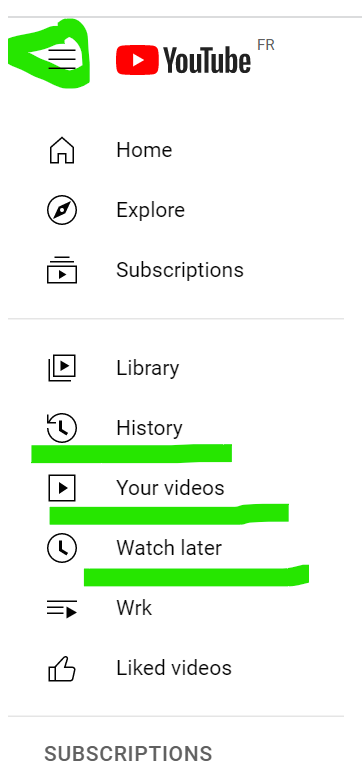 YouTube FR
Home
Explore
Subscriptions
Library
History
Your videos
Watch later
Wrk
Liked videos
SUBSCRIPTIONS